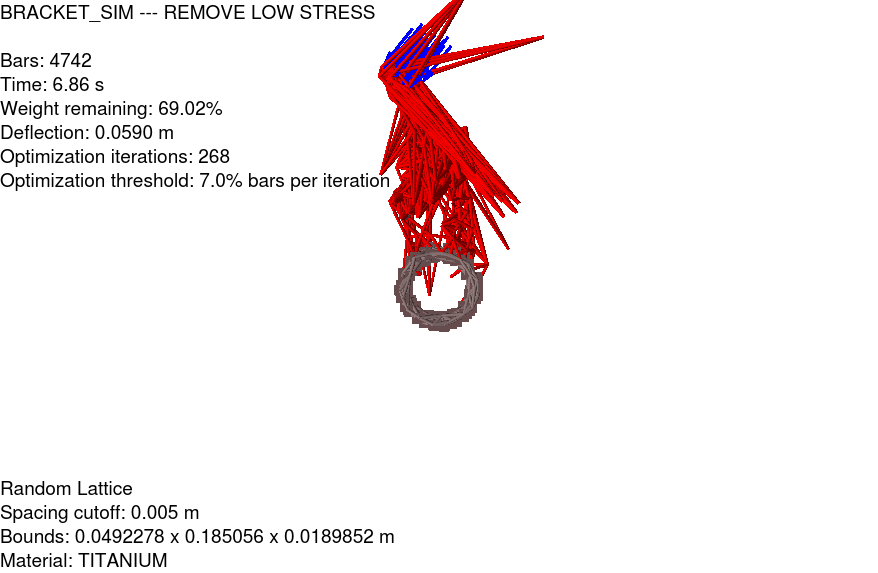 BRACKET_SIM --- REMOVE LOW STRESS
Bars: 4742
Time: 6.86 s
Weight remaining: 69.02%
Deflection: 0.0590 m
Optimization iterations: 268
Optimization threshold: 7.0% bars per iteration
Random Lattice
Spacing cutoff: 0.005 m
Bounds: 0.0492278 x 0.185056 x 0.0189852 m
Material: TITANIUM